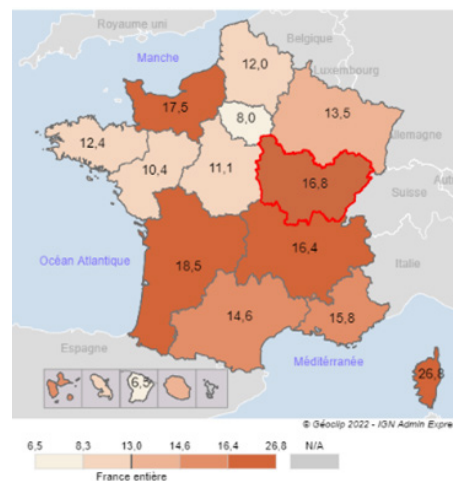 Royaume uni
Belgique
Manche
12,0
Luxembourg
17,5
8,0
13,5
Allemagne
12,4
11,1
10,4
16,8
Suisse
Aut
Océan Atlantique
18,5
16,4
Italie
14,6
15,8
Espagne
Méditérranée
6,5
26,8
© Géoclip 2022 - IGN Admin Expre
6,5 8,3 13,0 14,6 16,4 26,8 N/A
France entière